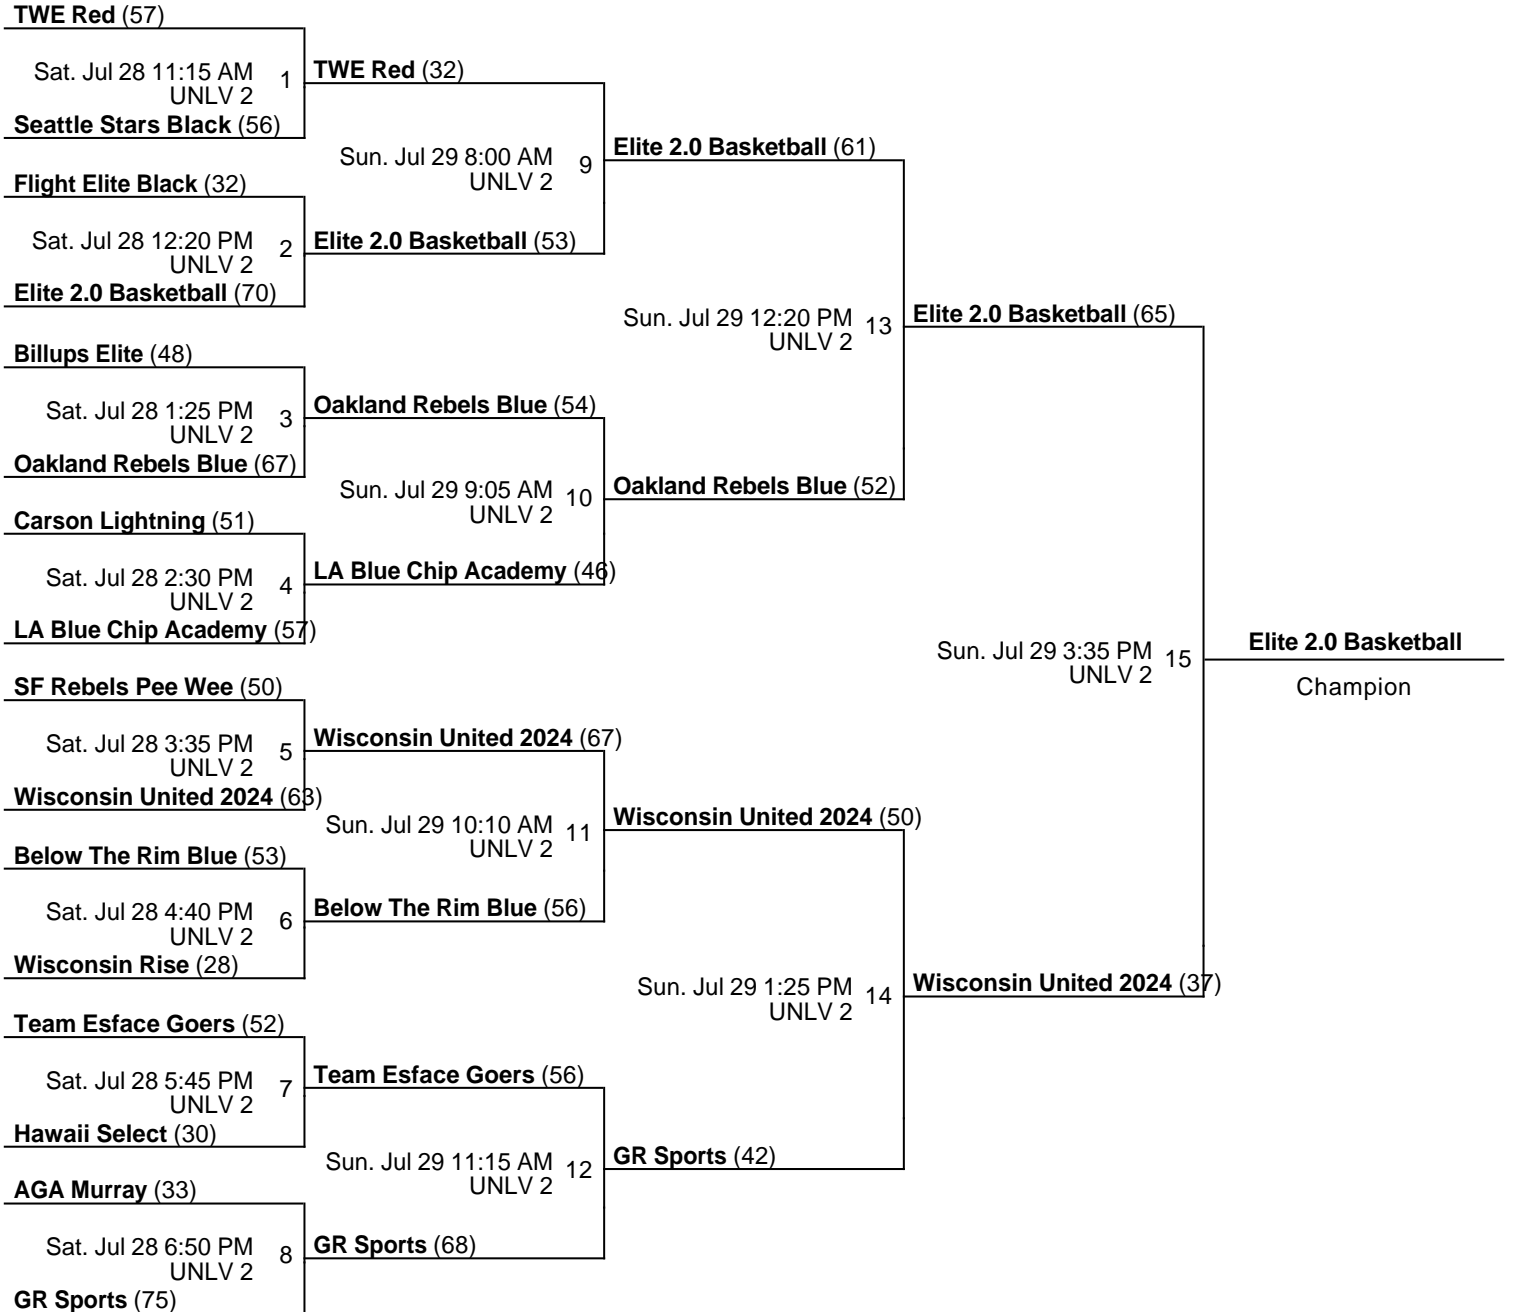 TWE Red (57)
Sat. Jul 28 11:15 AM
UNLV 2
1
Seattle Stars Black (56)
Flight Elite Black (32)
Sat. Jul 28 12:20 PM
UNLV 2
2
Elite 2.0 Basketball (70)
Billups Elite (48)
Sat. Jul 28 1:25 PM
UNLV 2
3
Oakland Rebels Blue (67)
Carson Lightning (51)
Sat. Jul 28 2:30 PM
UNLV 2
4
LA Blue Chip Academy (57)
SF Rebels Pee Wee (50)
Sat. Jul 28 3:35 PM
UNLV 2
5
Wisconsin United 2024 (63)
Below The Rim Blue (53)
Sat. Jul 28 4:40 PM
UNLV 2
6
Wisconsin Rise (28)
Team Esface Goers (52)
Sat. Jul 28 5:45 PM
UNLV 2
7
Hawaii Select (30)
AGA Murray (33)
Sat. Jul 28 6:50 PM
UNLV 2
8
GR Sports (75)
TWE Red (32)
Sun. Jul 29 8:00 AM
UNLV 2
9
Elite 2.0 Basketball (53)
Oakland Rebels Blue (54)
Sun. Jul 29 9:05 AM
UNLV 2
10
LA Blue Chip Academy (46)
Wisconsin United 2024 (67)
Sun. Jul 29 10:10 AM
UNLV 2
11
Below The Rim Blue (56)
Team Esface Goers (56)
Sun. Jul 29 11:15 AM
UNLV 2
12
GR Sports (68)
Elite 2.0 Basketball (61)
Sun. Jul 29 12:20 PM
UNLV 2
13
Oakland Rebels Blue (52)
Wisconsin United 2024 (50)
Sun. Jul 29 1:25 PM
UNLV 2
14
GR Sports (42)
Elite 2.0 Basketball (65)
Sun. Jul 29 3:35 PM
UNLV 2
15
Wisconsin United 2024 (37)
Elite 2.0 Basketball
Champion